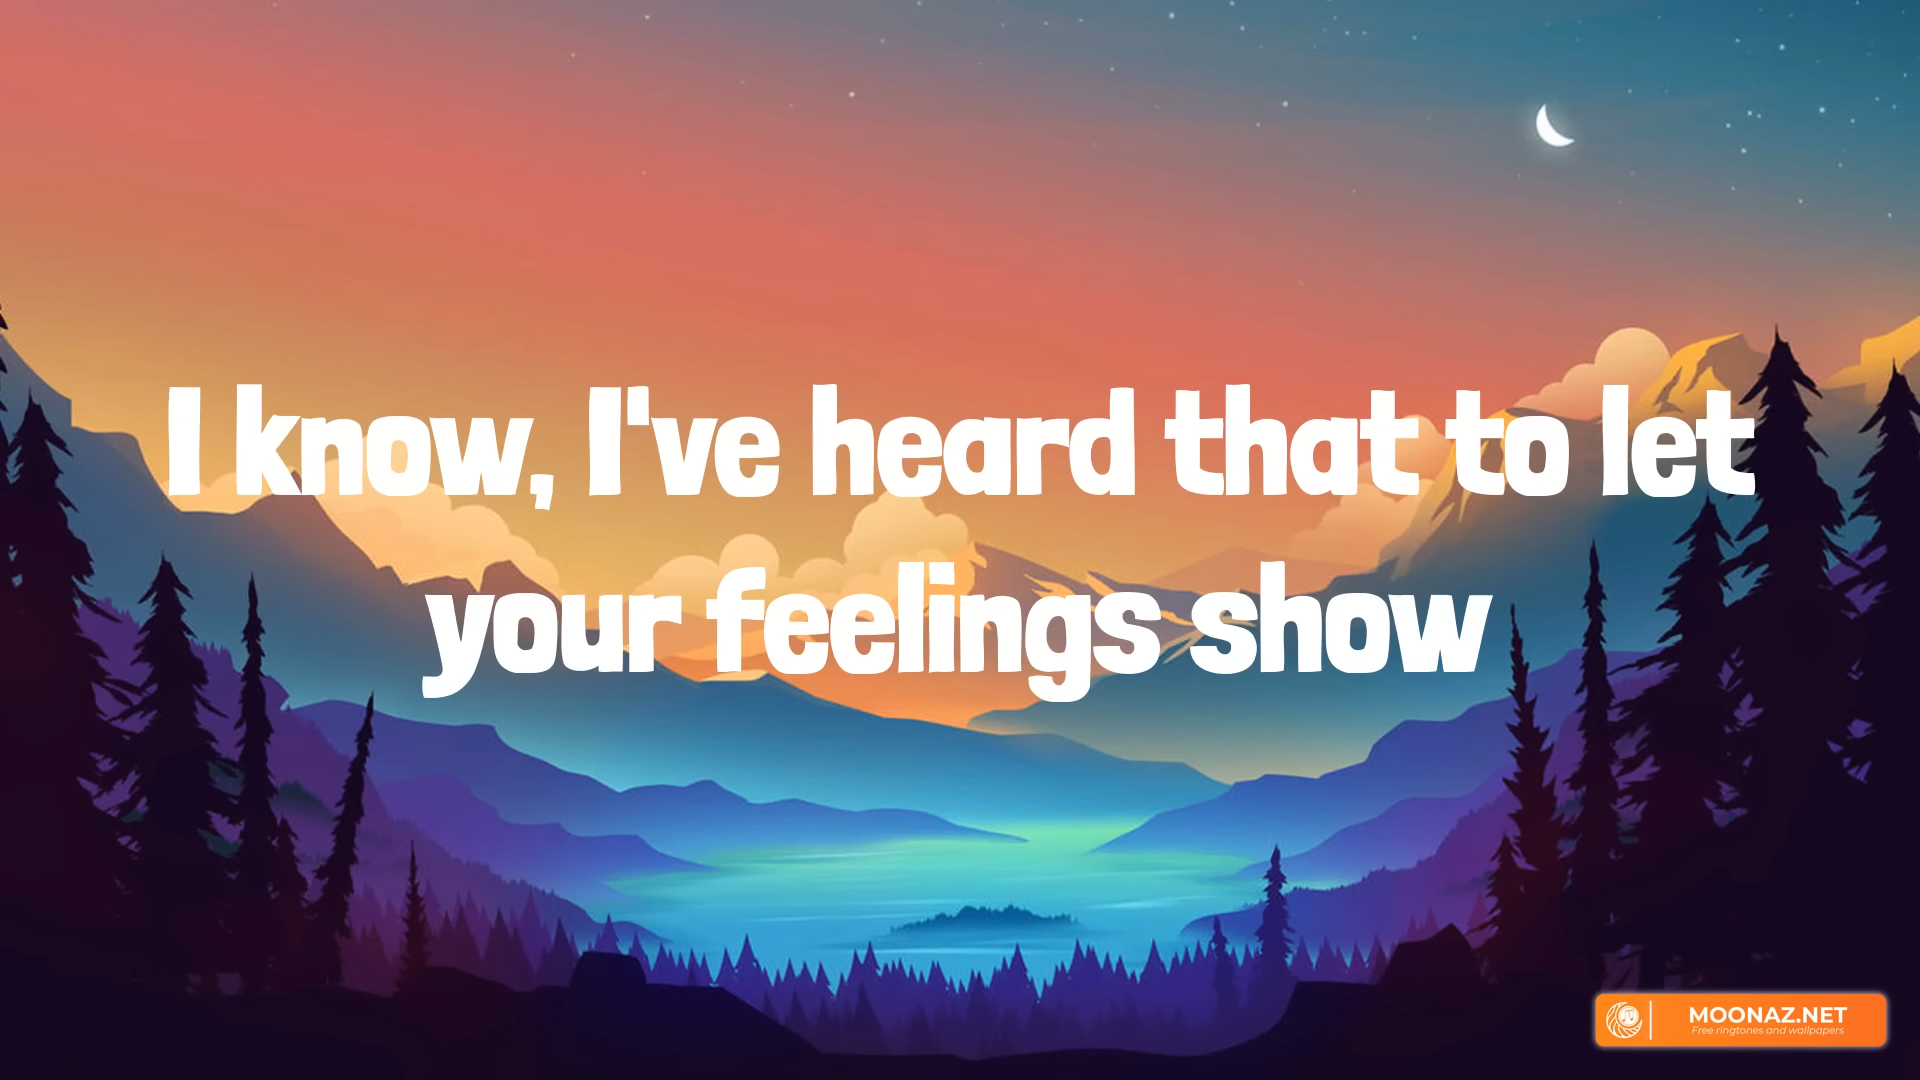 I know, I've heard that to let
your feelings show
MOONAZ.NET
Free ringtones and wallpapers